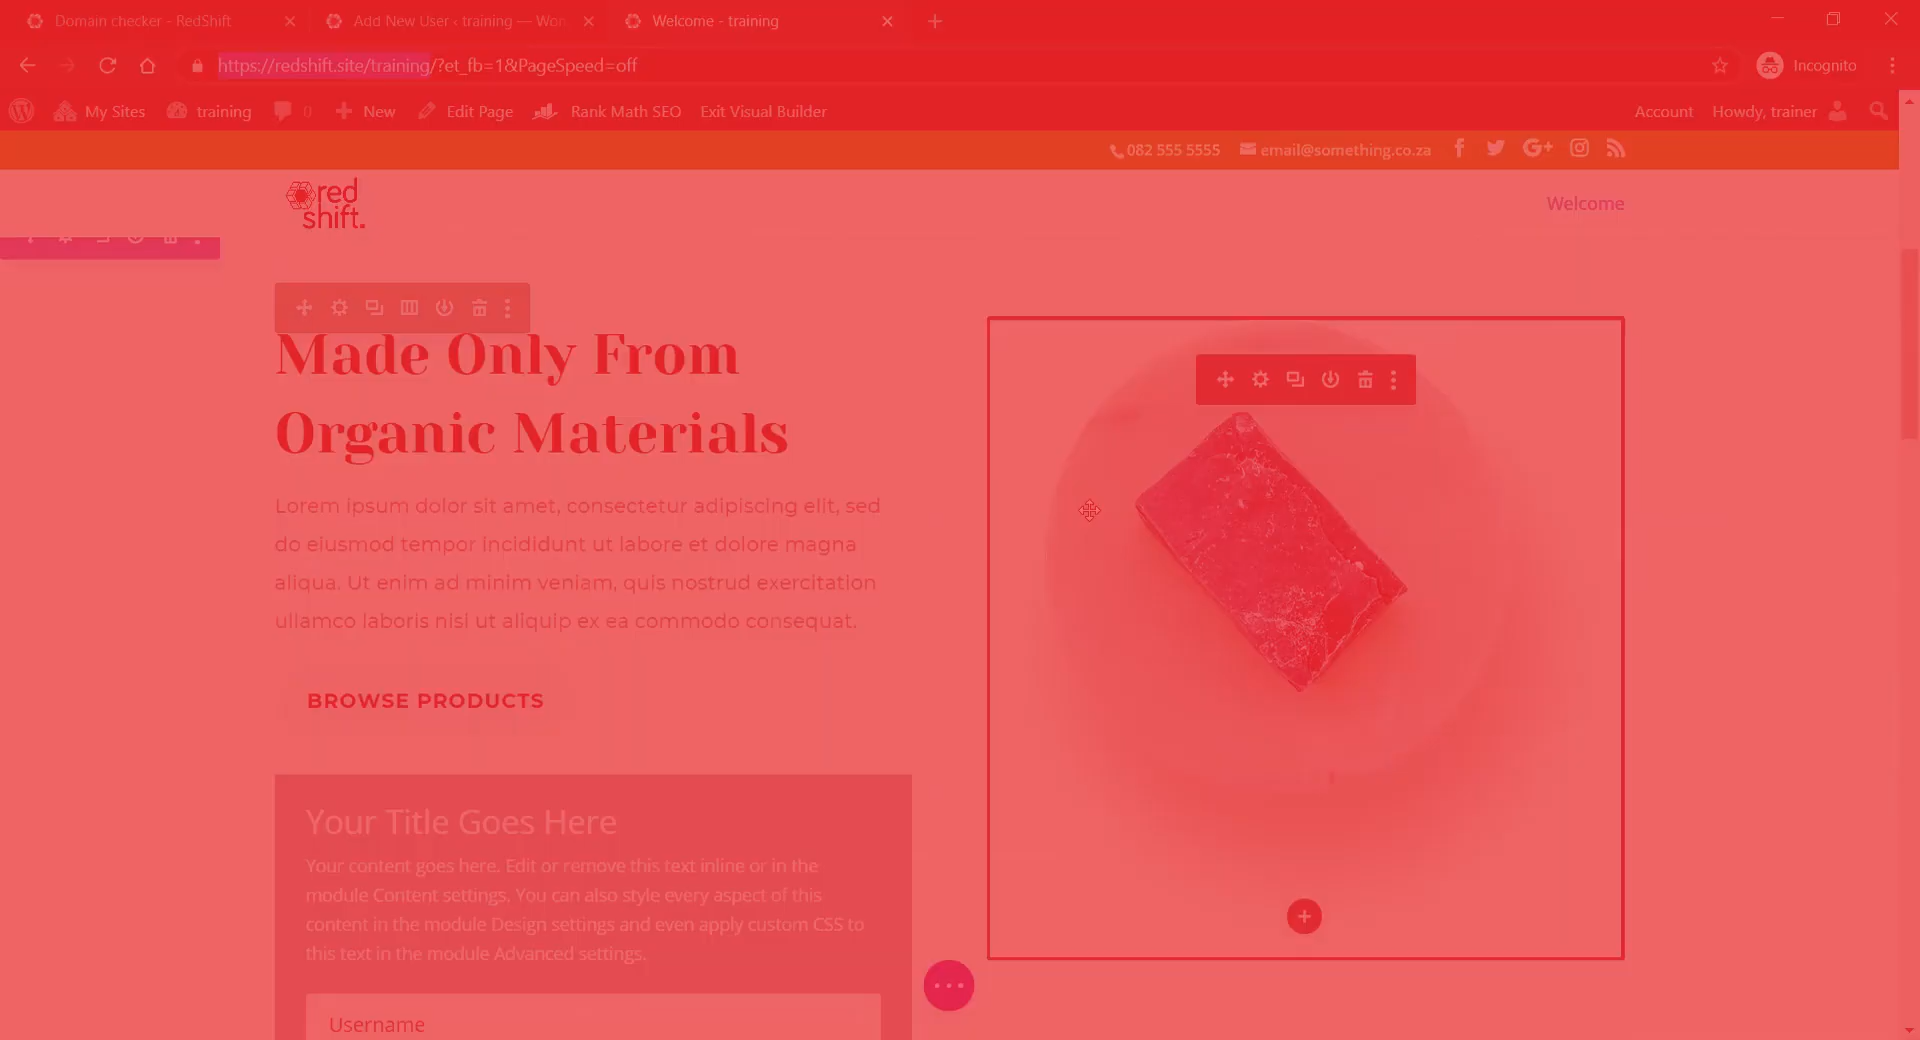 Domain checker - RedShift
Add New User ‹ training — Wor
Welcome - training
https://redshift.site/training/?et_fb=1&PageSpeed=off
Incognito
My Sites
training
0
New
Edit Page
Rank Math SEO
Exit Visual Builder
Account
Howdy, trainer
082 555 5555
email@something.co.za
red
shift.
Welcome
Made Only From
Organic Materials
Lorem ipsum dolor sit amet, consectetur adipiscing elit, sed
do eiusmod tempor incididunt ut labore et dolore magna
aliqua. Ut enim ad minim veniam, quis nostrud exercitation
ullamco laboris nisi ut aliquip ex ea commodo consequat.
BROWSE PRODUCTS
Your Title Goes Here
Your content goes here. Edit or remove this text inline or in the
module Content settings. You can also style every aspect of this
content in the module Design settings and even apply custom CSS to
this text in the module Advanced settings.
Username